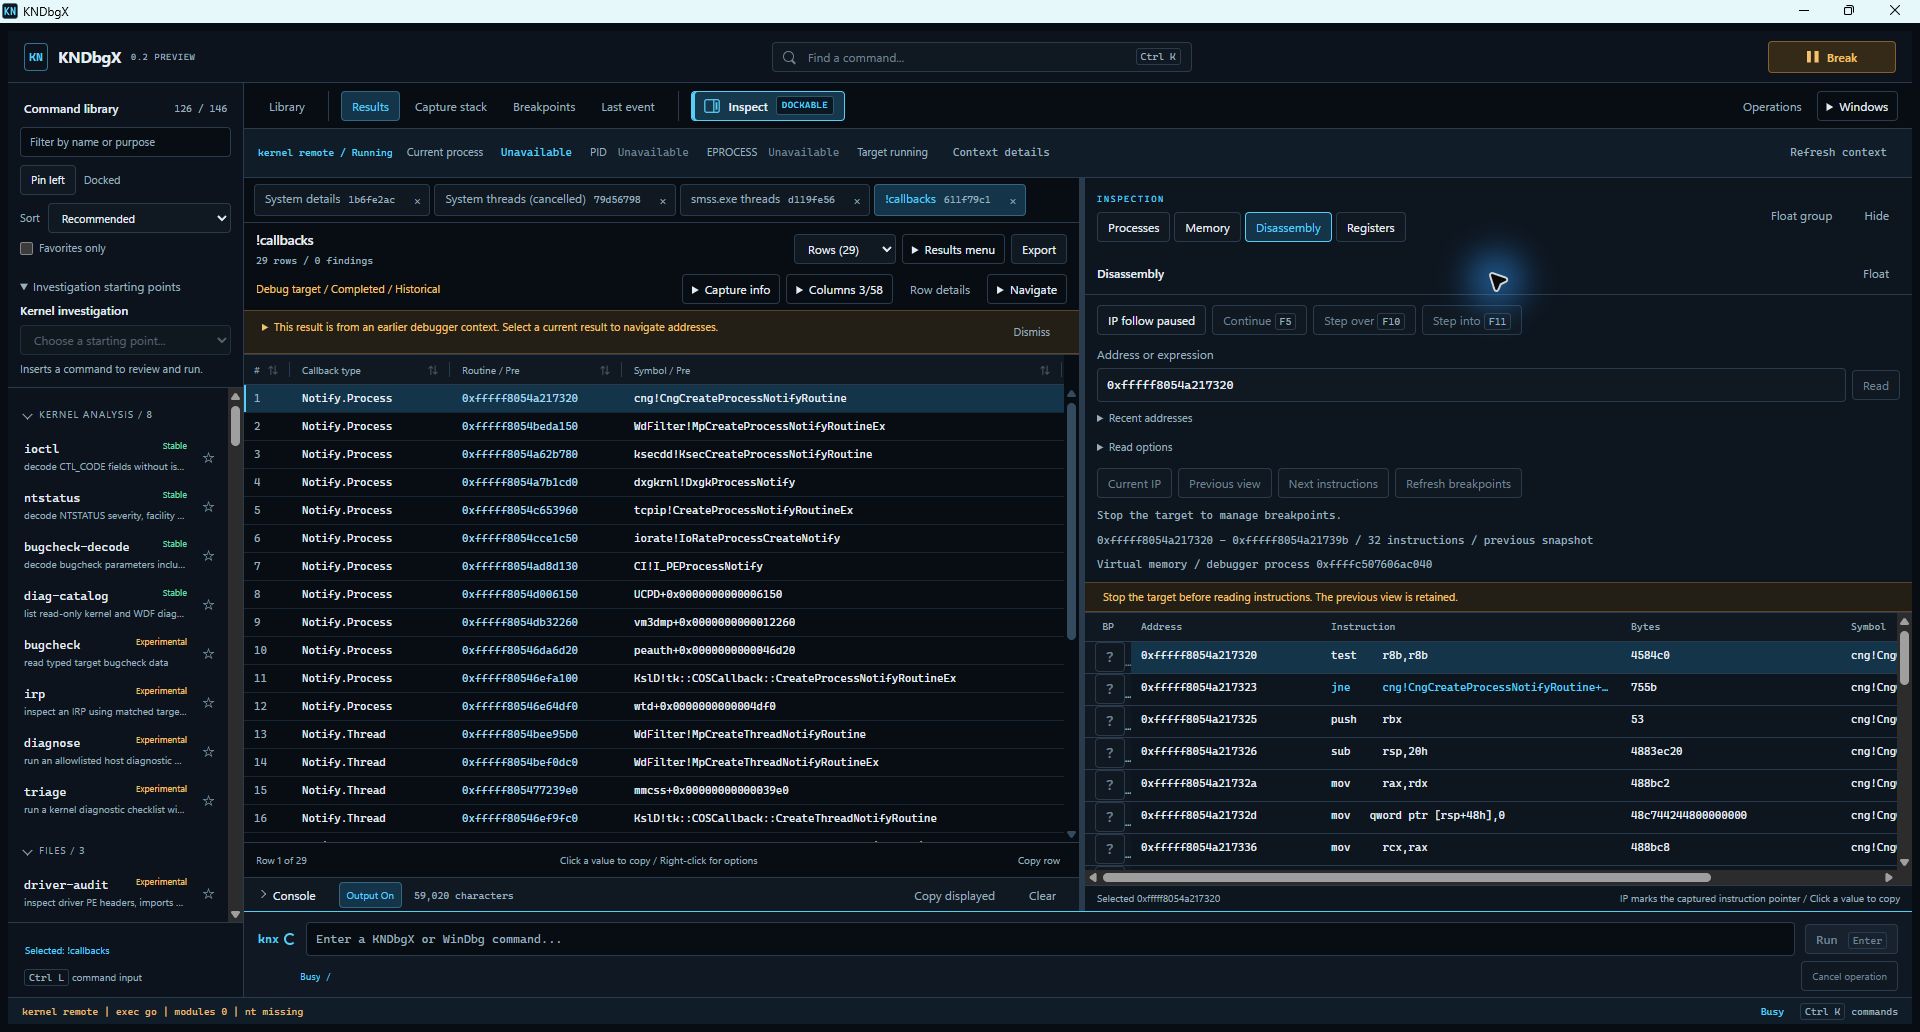 KN KNDbgX
KN KNDbgX 0.2 PREVIEW
Find a command... Ctrl K
Break
Command library 126 / 146
Filter by name or purpose
Pin left Docked
Sort Recommended
Favorites only
Investigation starting points
Kernel investigation
Choose a starting point...
Inserts a command to review and run.
KERNEL ANALYSIS / 8
ioctl Stable
decode CTL_CODE fields without is...
ntstatus Stable
decode NTSTATUS severity, facility ...
bugcheck-decode Stable
decode bugcheck parameters inclu...
diag-catalog Stable
list read-only kernel and WDF diag...
bugcheck Experimental
read typed target bugcheck data
irp Experimental
inspect an IRP using matched targe...
diagnose Experimental
run an allowlisted host diagnostic ...
triage Experimental
run a kernel diagnostic checklist wi...
FILES / 3
driver-audit Experimental
inspect driver PE headers, imports ...
Selected: !callbacks
Ctrl L command input
Library Results Capture stack Breakpoints Last event Inspect DOCKABLE Operations Windows
kernel remote / Running Current process Unavailable PID Unavailable EPROCESS Unavailable Target running Context details Refresh context
System details 1b6fe2ac × System threads (cancelled) 79d56798 × smss.exe threads d119fe56 × !callbacks 611f79c1 ×
!callbacks
29 rows / 0 findings
Rows (29) Results menu Export
Debug target / Completed / Historical Capture info Columns 3/58 Row details Navigate
This result is from an earlier debugger context. Select a current result to navigate addresses. Dismiss
# Callback type Routine / Pre Symbol / Pre
1 Notify.Process 0xfffff8054a217320 cng!CngCreateProcessNotifyRoutine
2 Notify.Process 0xfffff8054beda150 WdFilter!MpCreateProcessNotifyRoutineEx
3 Notify.Process 0xfffff8054a62b780 ksecdd!KsecCreateProcessNotifyRoutine
4 Notify.Process 0xfffff8054a7b1cd0 dxgkrnl!DxgkProcessNotify
5 Notify.Process 0xfffff8054c653960 tcpip!CreateProcessNotifyRoutineEx
6 Notify.Process 0xfffff8054cce1c50 iorate!IoRateProcessCreateNotify
7 Notify.Process 0xfffff8054ad8d130 CI!I_PEProcessNotify
8 Notify.Process 0xfffff8054d006150 UCPD+0x0000000000006150
9 Notify.Process 0xfffff8054db32260 vm3dmp+0x0000000000012260
10 Notify.Process 0xfffff8054da6d20 peauth+0x0000000000046d20
11 Notify.Process 0xfffff8054efa100 KslD!tk::COSCallback::CreateProcessNotifyRoutineEx
12 Notify.Process 0xfffff8054e64df0 wtd+0x0000000000004df0
13 Notify.Thread 0xfffff8054bee95b0 WdFilter!MpCreateThreadNotifyRoutine
14 Notify.Thread 0xfffff8054bef0dc0 WdFilter!MpCreateThreadNotifyRoutineEx
15 Notify.Thread 0xfffff805477239e0 mmcss+0x00000000000039e0
16 Notify.Thread 0xfffff80546ef9fc0 KslD!tk::COSCallback::CreateThreadNotifyRoutine
Row 1 of 29 Click a value to copy / Right-click for options Copy row
Console Output On 59,020 characters Copy displayed Clear
INSPECTION
Processes Memory Disassembly Registers Float group Hide
Disassembly Float
IP follow paused Continue F5 Step over F10 Step into F11
Address or expression
0xfffff8054a217320 Read
Recent addresses
Read options
Current IP Previous view Next instructions Refresh breakpoints
Stop the target to manage breakpoints.
0xfffff8054a217320 - 0xfffff8054a21739b / 32 instructions / previous snapshot
Virtual memory / debugger process 0xffffc507606ac040
Stop the target before reading instructions. The previous view is retained.
BP Address Instruction Bytes Symbol
? … 0xfffff8054a217320 test r8b,r8b 4584c0 cng!Cng
? … 0xfffff8054a217323 jne cng!CngCreateProcessNotifyRoutine+… 755b cng!Cng
? … 0xfffff8054a217325 push rbx 53 cng!Cng
? … 0xfffff8054a217326 sub rsp,20h 4883ec20 cng!Cng
? … 0xfffff8054a21732a mov rax,rdx 488bc2 cng!Cng
? … 0xfffff8054a21732d mov qword ptr [rsp+48h],0 48c744244800000000 cng!Cng
? … 0xfffff8054a217336 mov rcx,rax 488bc8 cng!Cng
Selected 0xfffff8054a217320 IP marks the captured instruction pointer / Click a value to copy
knx Enter a KNDbgX or WinDbg command... Run Enter
Busy / Cancel operation
kernel remote | exec go | modules 0 | nt missing Busy Ctrl K commands